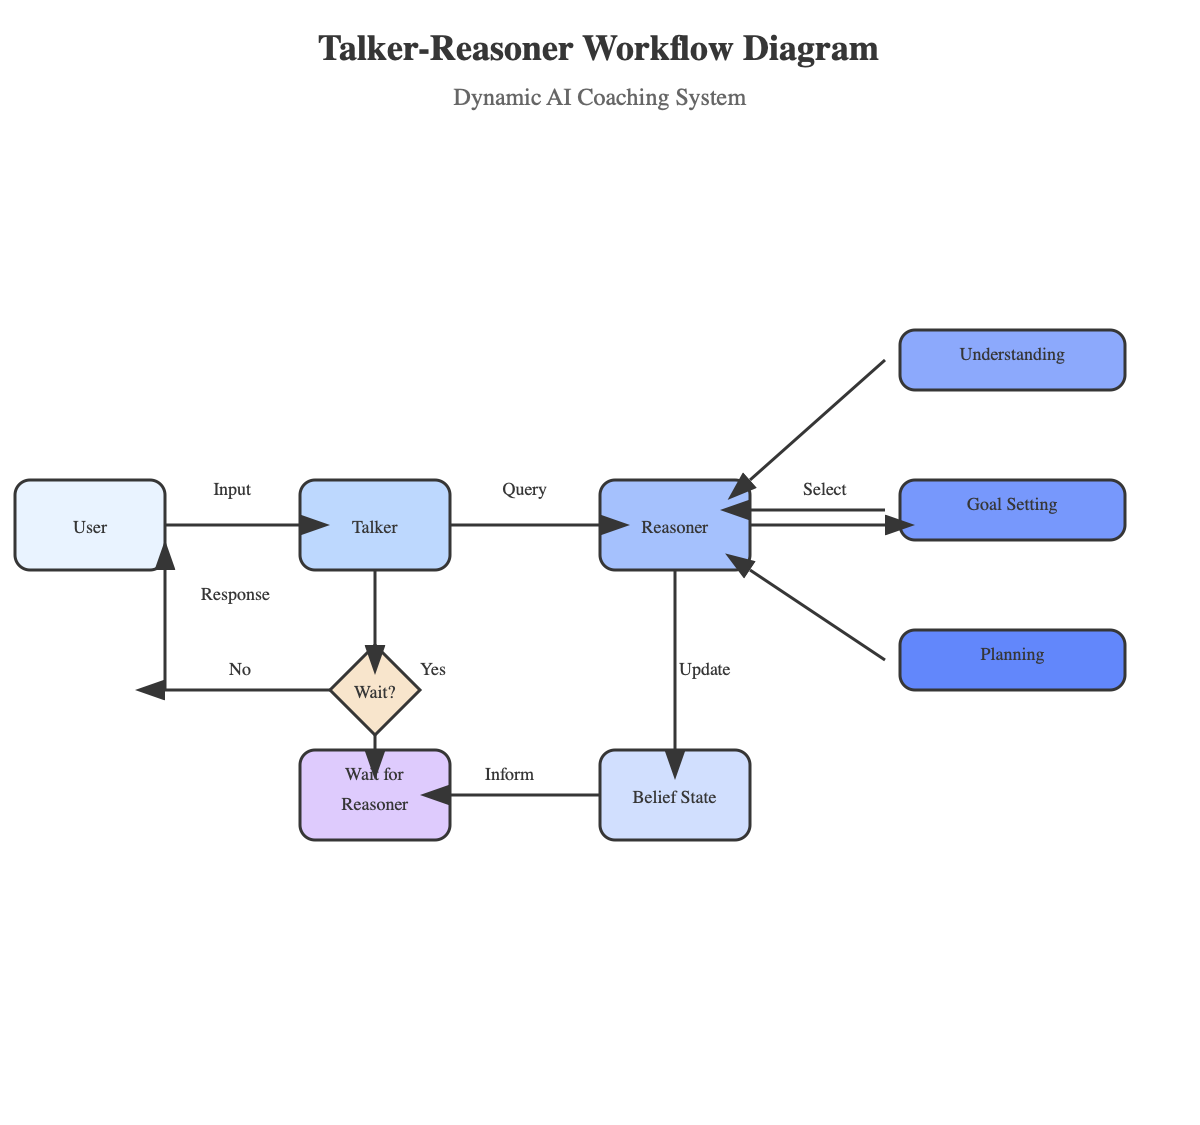 Talker-Reasoner Workflow Diagram
Dynamic AI Coaching System
Understanding
Input
Query
Select
Goal Setting
User
Talker
Reasoner
Response
No
Yes
Update
Planning
Wait?
Wait for
Reasoner
Inform
Belief State